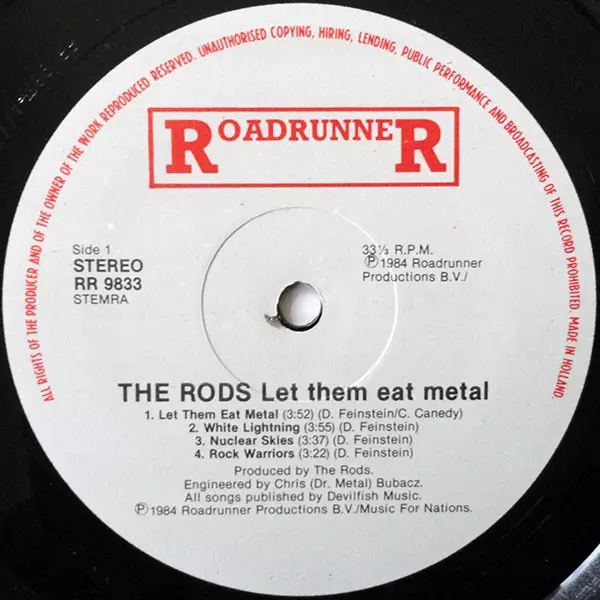 ALL RIGHTS OF THE PRODUCER AND OF THE OWNER OF THE WORK REPRODUCED RESERVED. UNAUTHORISED COPYING, HIRING, LENDING, PUBLIC PERFORMANCE AND BROADCASTING OF THIS RECORD PROHIBITED. MADE IN HOLLAND.
ROADRUNNER
Side 1
STEREO
RR 9833
STEMRA
33⅓ R.P.M.
Ⓟ1984 Roadrunner
Productions B.V./
THE RODS Let them eat metal
1. Let Them Eat Metal (3:52) (D. Feinstein/C. Canedy)
2. White Lightning (3:55) (D. Feinstein)
3. Nuclear Skies (3:37) (D. Feinstein)
4. Rock Warriors (3:22) (D. Feinstein)
Produced by The Rods.
Engineered by Chris (Dr. Metal) Bubacz.
All songs published by Devilfish Music.
Ⓟ1984 Roadrunner Productions B.V./Music For Nations.